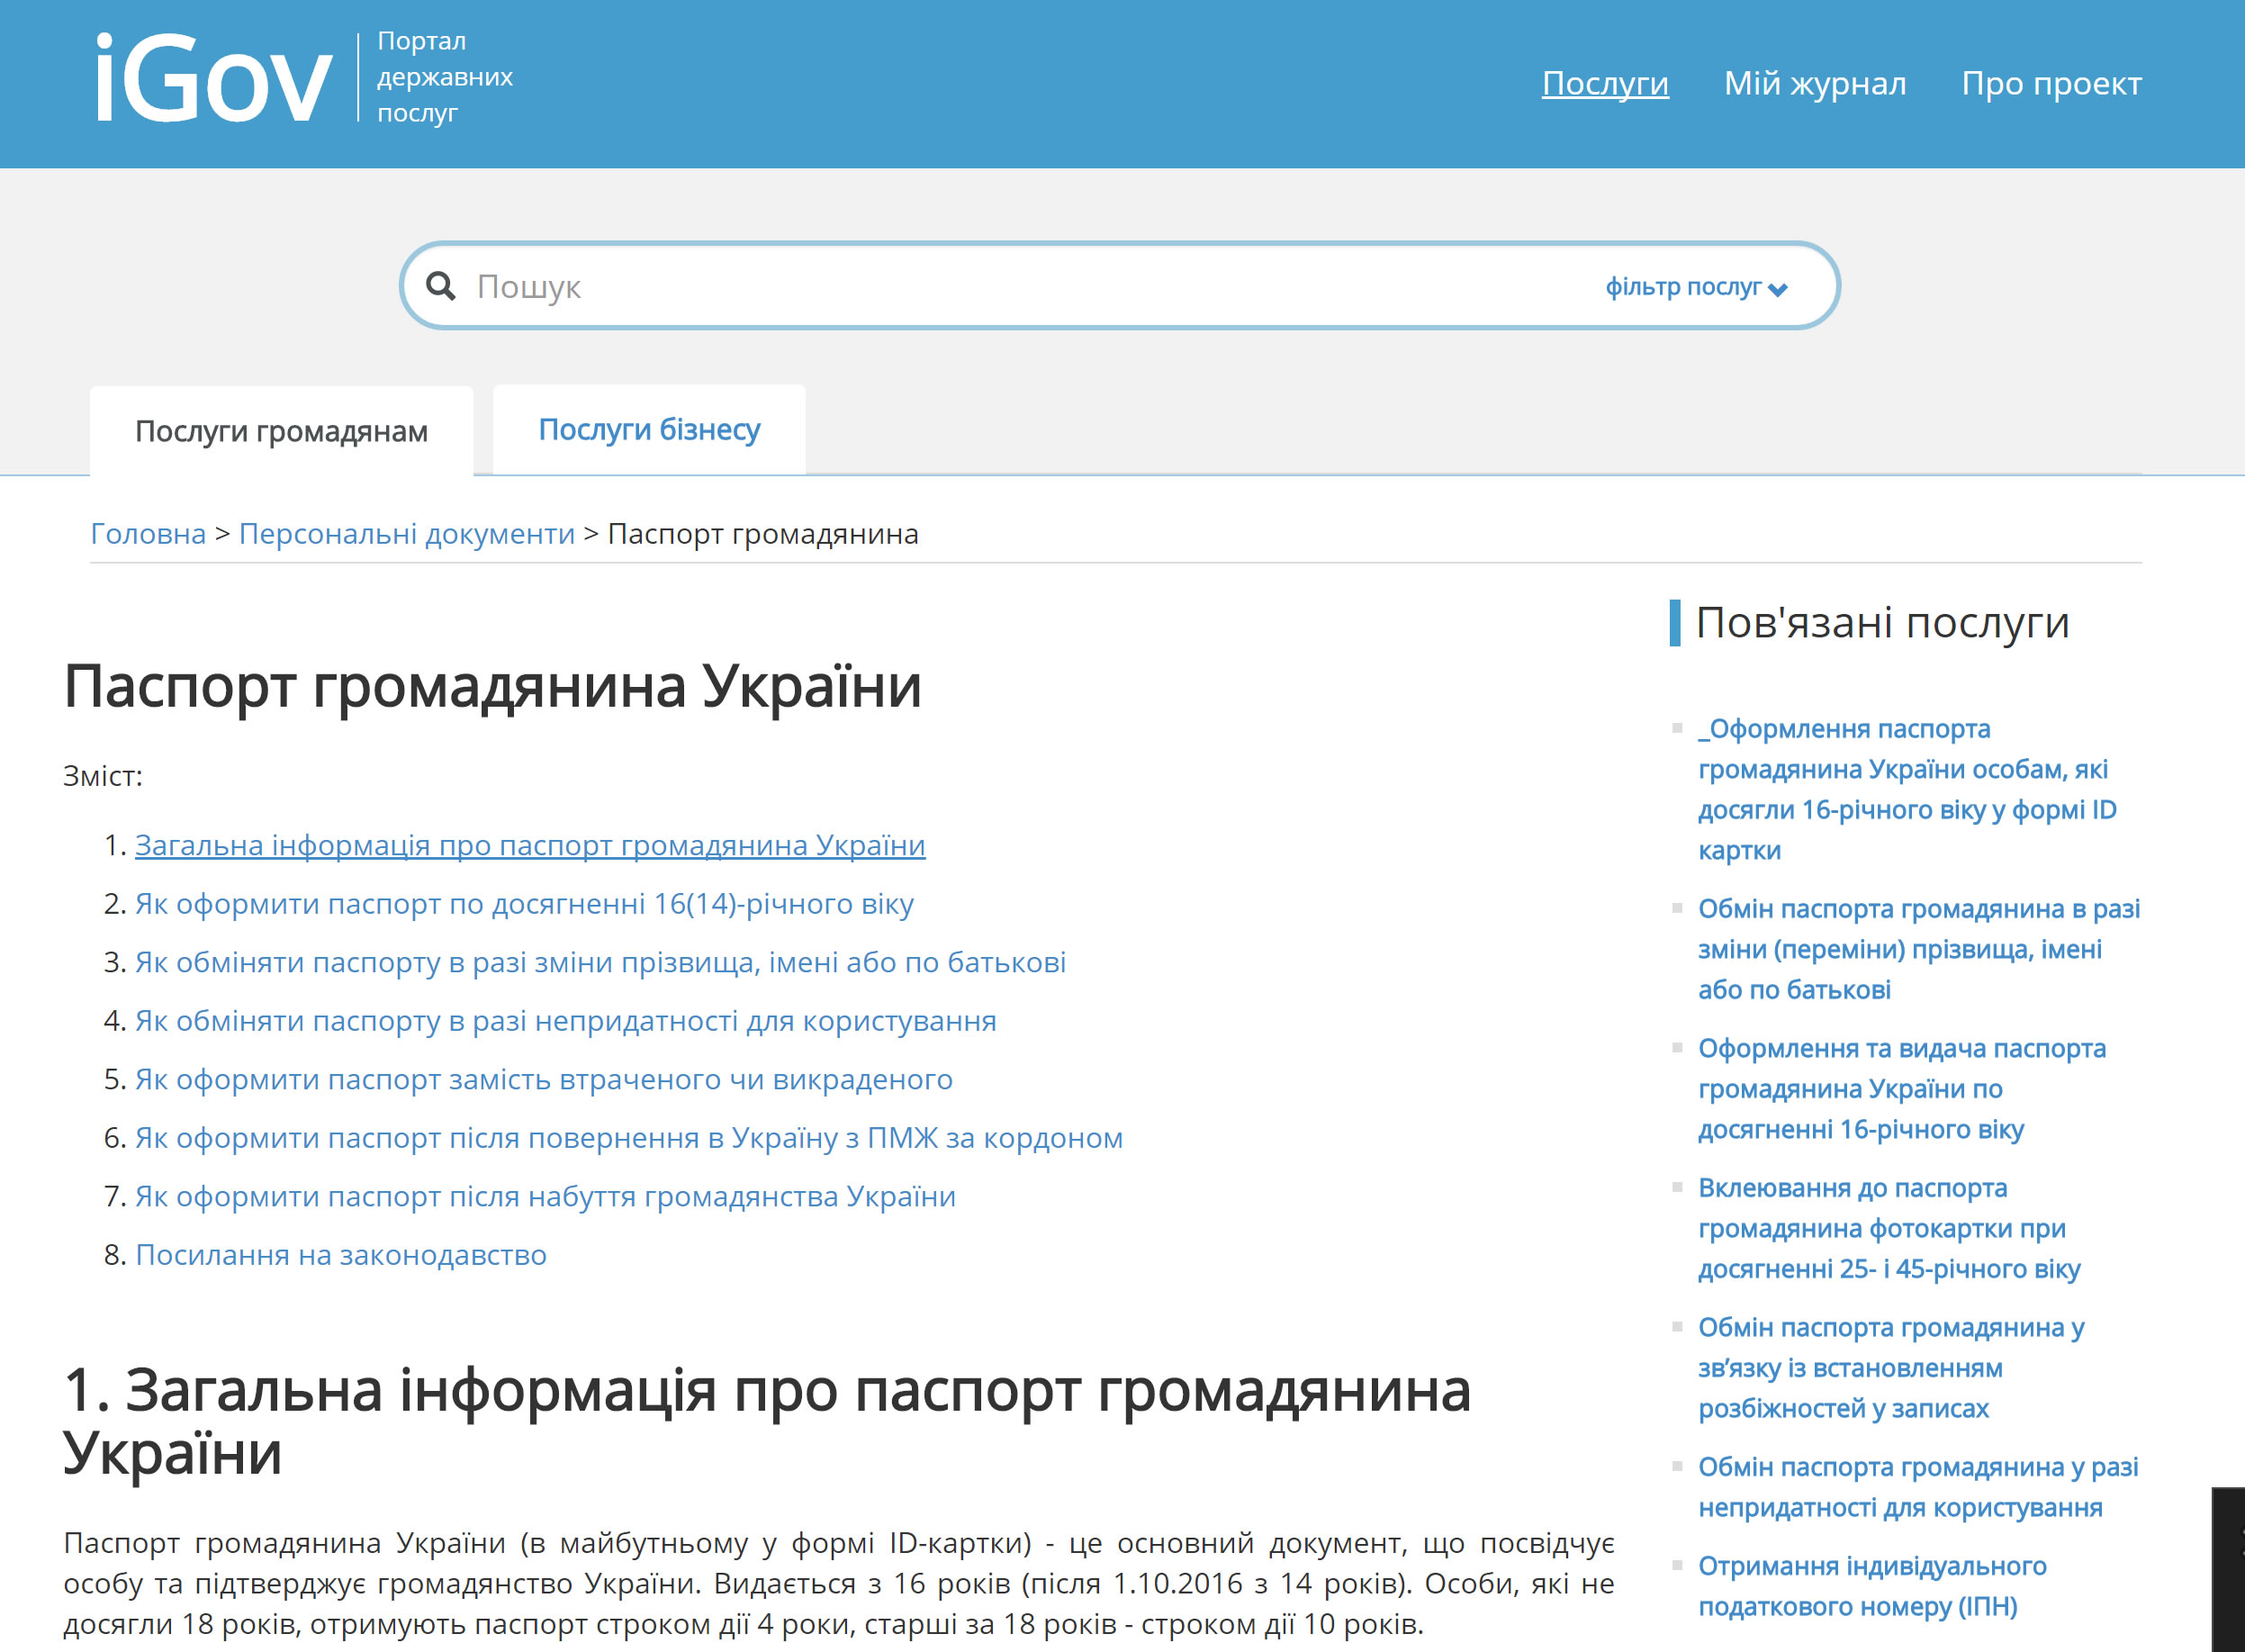 iGov
Портал
державних
послуг
Послуги Мій журнал Про проект
Пошук
фільтр послуг
Послуги громадянам
Послуги бізнесу
Головна > Персональні документи > Паспорт громадянина
Паспорт громадянина України
Зміст:
1. Загальна інформація про паспорт громадянина України
2. Як оформити паспорт по досягненні 16(14)-річного віку
3. Як обміняти паспорту в разі зміни прізвища, імені або по батькові
4. Як обміняти паспорту в разі непридатності для користування
5. Як оформити паспорт замість втраченого чи викраденого
6. Як оформити паспорт після повернення в Україну з ПМЖ за кордоном
7. Як оформити паспорт після набуття громадянства України
8. Посилання на законодавство
1. Загальна інформація про паспорт громадянина
України
Паспорт громадянина України (в майбутньому у формі ID-картки) - це основний документ, що посвідчує
особу та підтверджує громадянство України. Видається з 16 років (після 1.10.2016 з 14 років). Особи, які не
досягли 18 років, отримують паспорт строком дії 4 роки, старші за 18 років - строком дії 10 років.
Пов'язані послуги
_Оформлення паспорта
громадянина України особам, які
досягли 16-річного віку у формі ID
картки
Обмін паспорта громадянина в разі
зміни (переміни) прізвища, імені
або по батькові
Оформлення та видача паспорта
громадянина України по
досягненні 16-річного віку
Вклеювання до паспорта
громадянина фотокартки при
досягненні 25- і 45-річного віку
Обмін паспорта громадянина у
зв’язку із встановленням
розбіжностей у записах
Обмін паспорта громадянина у разі
непридатності для користування
Отримання індивідуального
податкового номеру (ІПН)